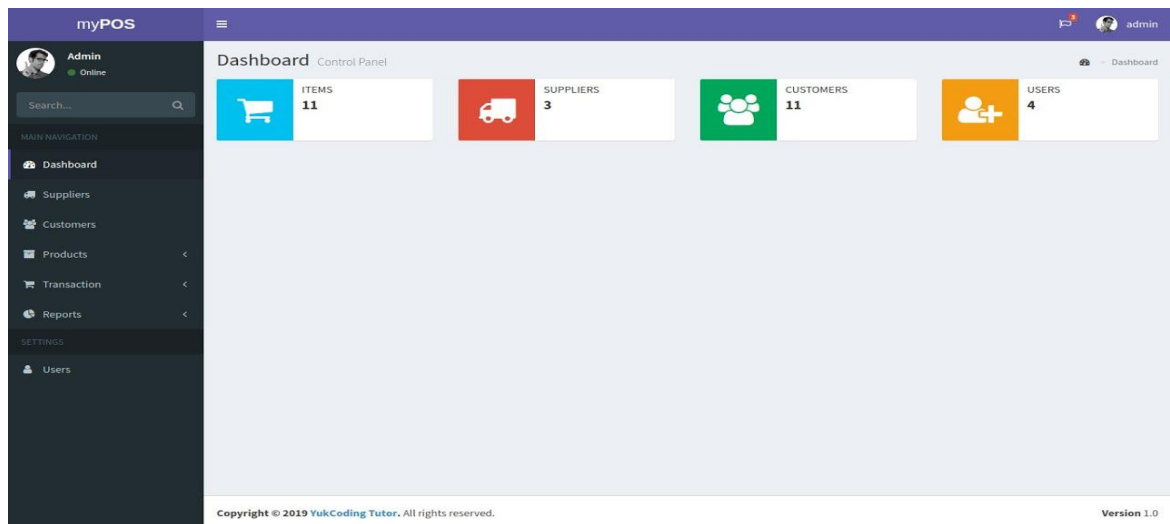 myPOS
3
admin
Admin
Online
Search...
MAIN NAVIGATION
Dashboard
Suppliers
Customers
Products
Transaction
Reports
SETTINGS
Users
Dashboard Control Panel
Dashboard
ITEMS
11
SUPPLIERS
3
CUSTOMERS
11
USERS
4
Copyright © 2019 YukCoding Tutor. All rights reserved.
Version 1.0